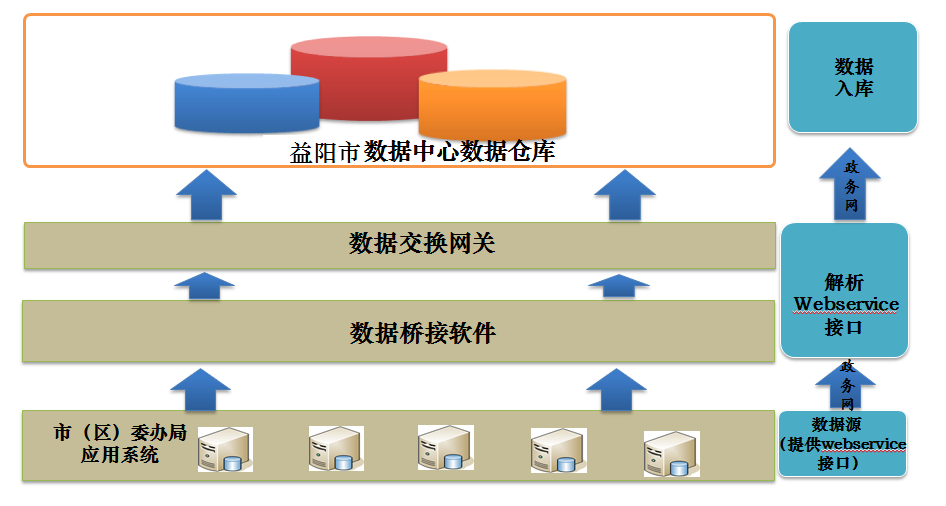 益阳市数据中心数据仓库
数据交换网关
数据桥接软件
市（区）委办局
应用系统
数据
入库
政
务
网
解析
Webservice
接口
政
务
网
数据源
（提供webservice
接口）